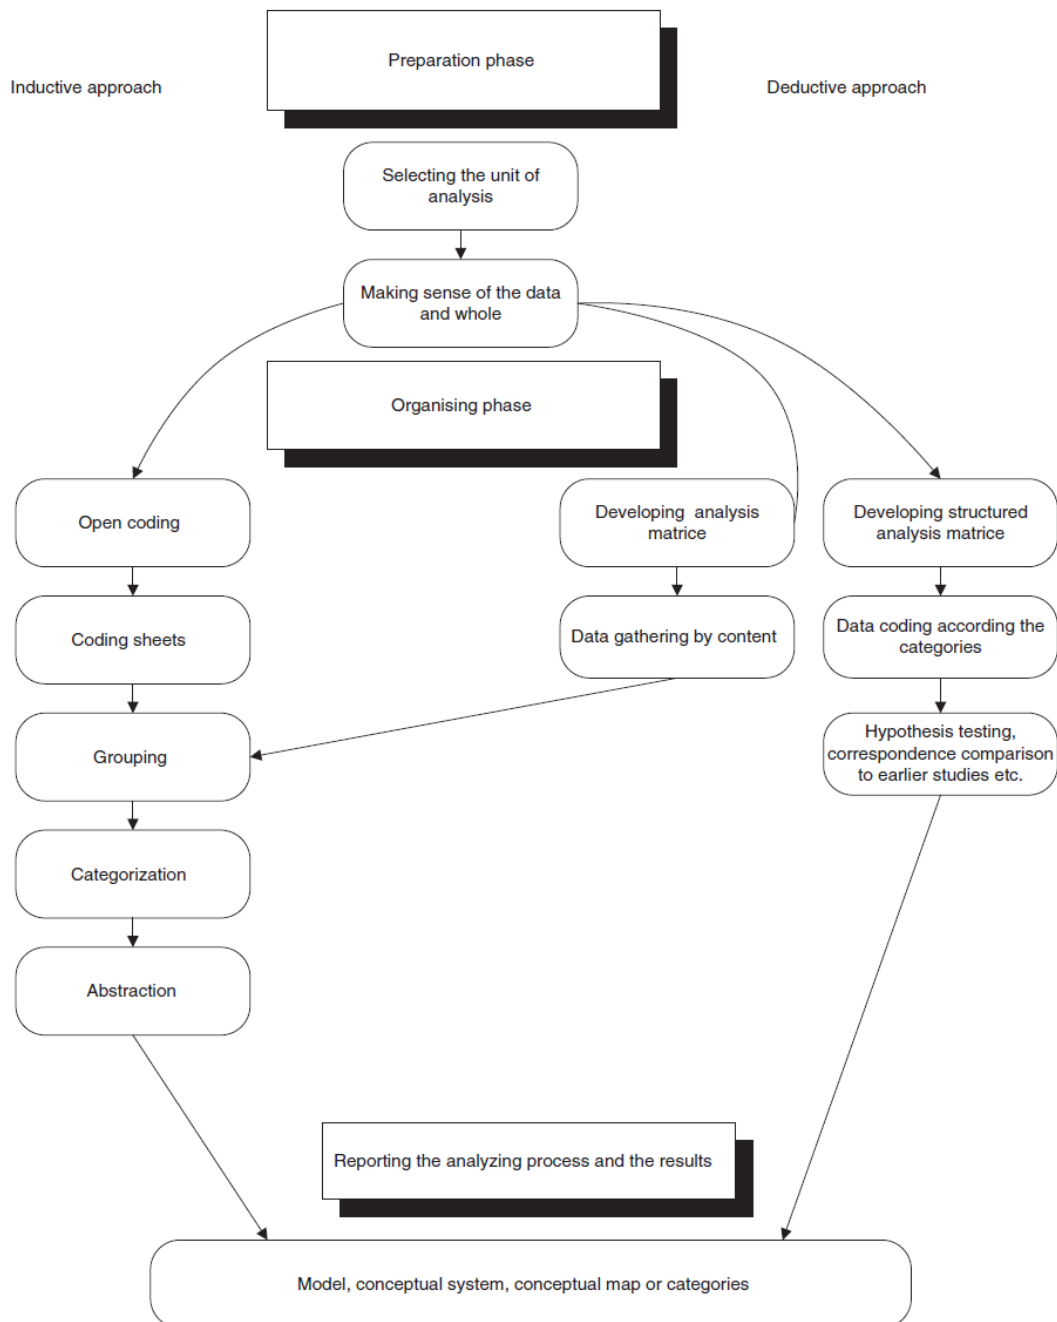 Preparation phase
Inductive approach
Deductive approach
Selecting the unit of
analysis
Making sense of the data
and whole
Organising phase
Open coding
Developing analysis
matrice
Developing structured
analysis matrice
Coding sheets
Data gathering by content
Data coding according the
categories
Grouping
Hypothesis testing,
correspondence comparison
to earlier studies etc.
Categorization
Abstraction
Reporting the analyzing process and the results
Model, conceptual system, conceptual map or categories